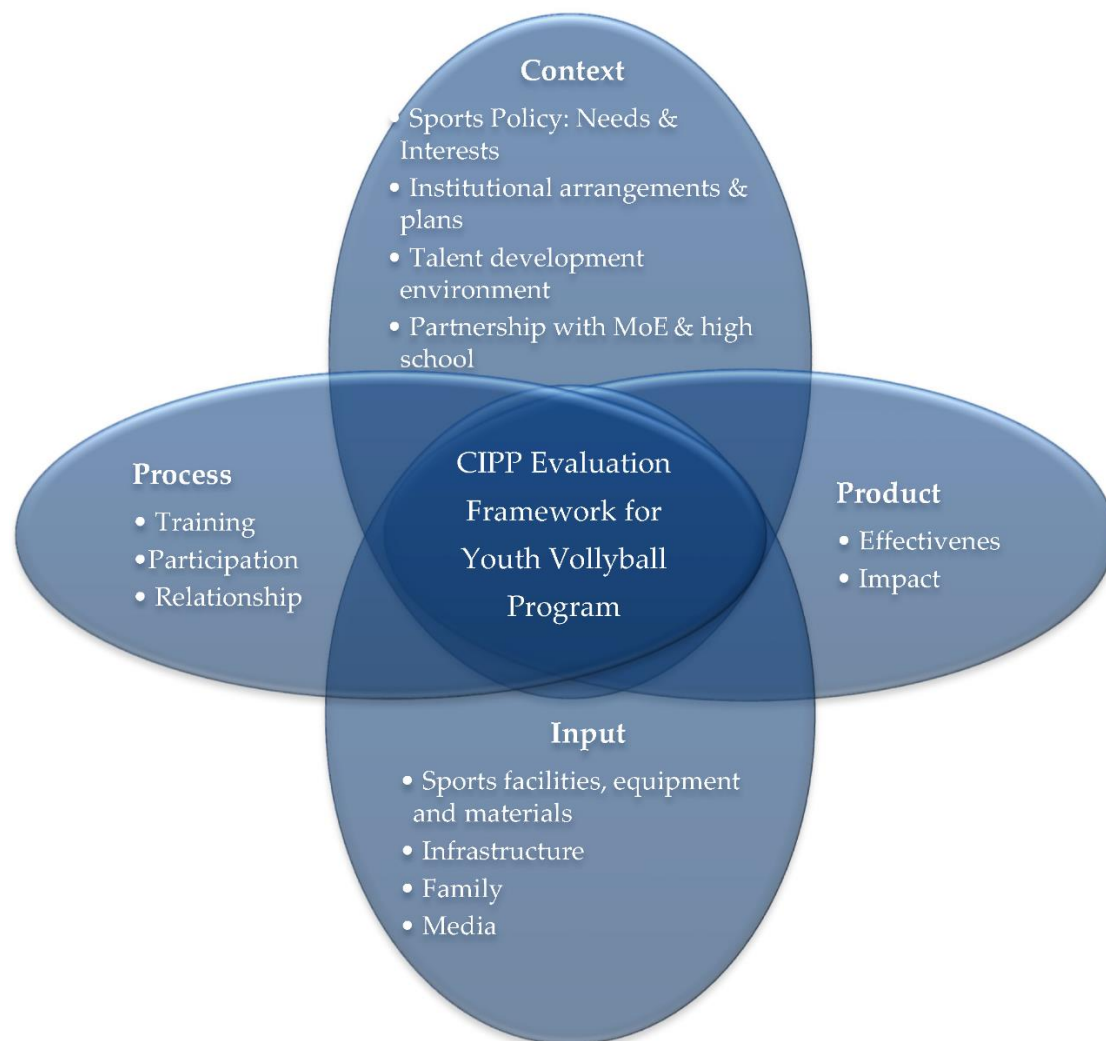 Context
• Sports Policy: Needs &
Interests
• Institutional arrangements &
plans
• Talent development
environment
• Partnership with MoE & high
school
Process
• Training
•Participation
• Relationship
CIPP Evaluation
Framework for
Youth Vollyball
Program
Product
• Effectivenes
• Impact
Input
• Sports facilities, equipment
and materials
• Infrastructure
• Family
• Media